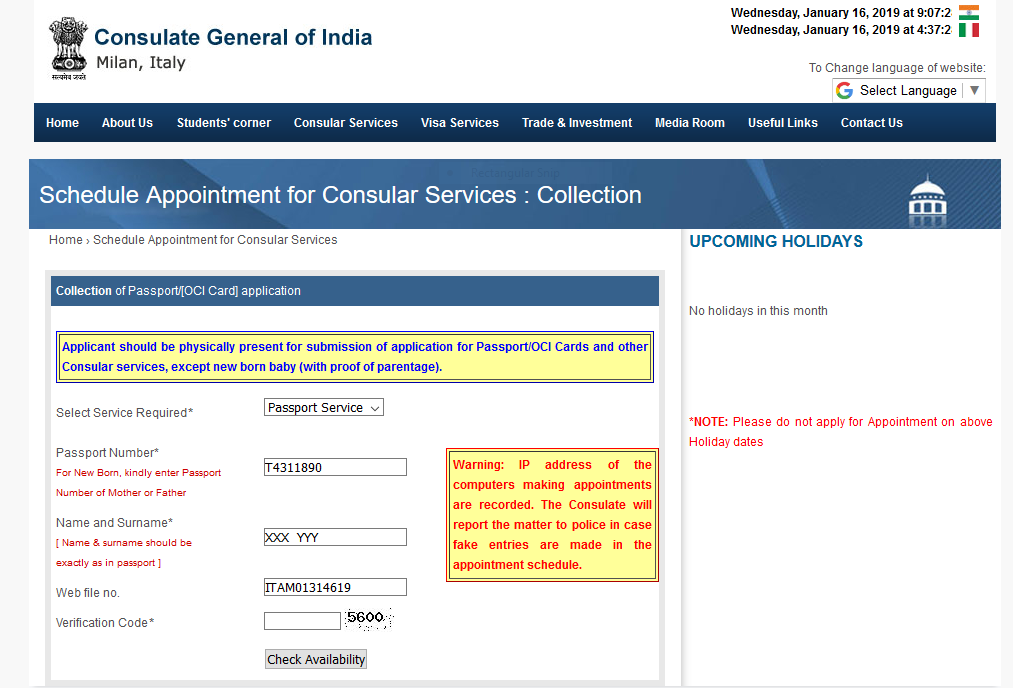 Wednesday, January 16, 2019 at 9:07:2
Wednesday, January 16, 2019 at 4:37:2
Consulate General of India
Milan, Italy
सत्यमेव जयते
To Change language of website:
Select Language ▼
Home About Us Students' corner Consular Services Visa Services Trade & Investment Media Room Useful Links Contact Us
Rectangular Snip
Schedule Appointment for Consular Services : Collection
Home › Schedule Appointment for Consular Services
Collection of Passport/[OCI Card] application
Applicant should be physically present for submission of application for Passport/OCI Cards and other
Consular services, except new born baby (with proof of parentage).
Select Service Required* Passport Service
Passport Number*
For New Born, kindly enter Passport
Number of Mother or Father
T4311890
Name and Surname*
[ Name & surname should be
exactly as in passport ]
XXX YYY
Web file no. ITAM01314619
Verification Code* 5600
Check Availability
Warning: IP address of the
computers making appointments
are recorded. The Consulate will
report the matter to police in case
fake entries are made in the
appointment schedule.
UPCOMING HOLIDAYS
No holidays in this month
*NOTE: Please do not apply for Appointment on above
Holiday dates